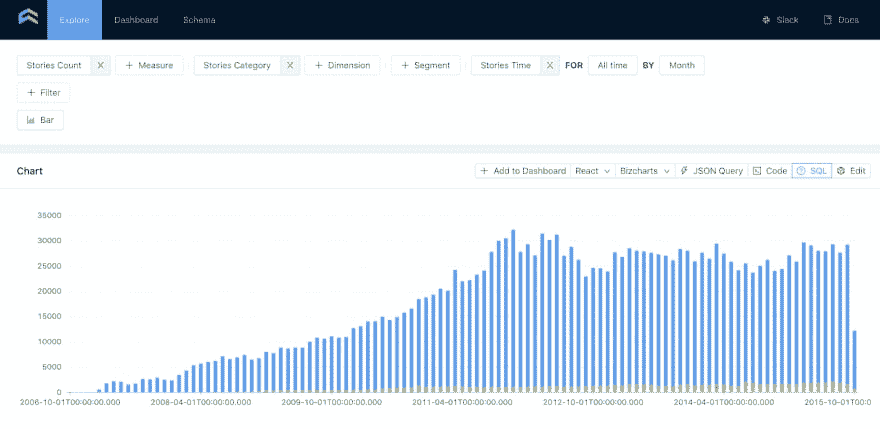 Explore Dashboard Schema Slack Docs
Stories Count X + Measure Stories Category X + Dimension + Segment Stories Time X FOR All time BY Month
+ Filter
Bar
Chart + Add to Dashboard React Bizcharts JSON Query Code SQL Edit
35000
30000
25000
20000
15000
10000
5000
0
2006-10-01T00:00:00.000 2008-04-01T00:00:00.000 2009-10-01T00:00:00.000 2011-04-01T00:00:00.000 2012-10-01T00:00:00.000 2014-04-01T00:00:00.000 2015-10-01T00:00:0